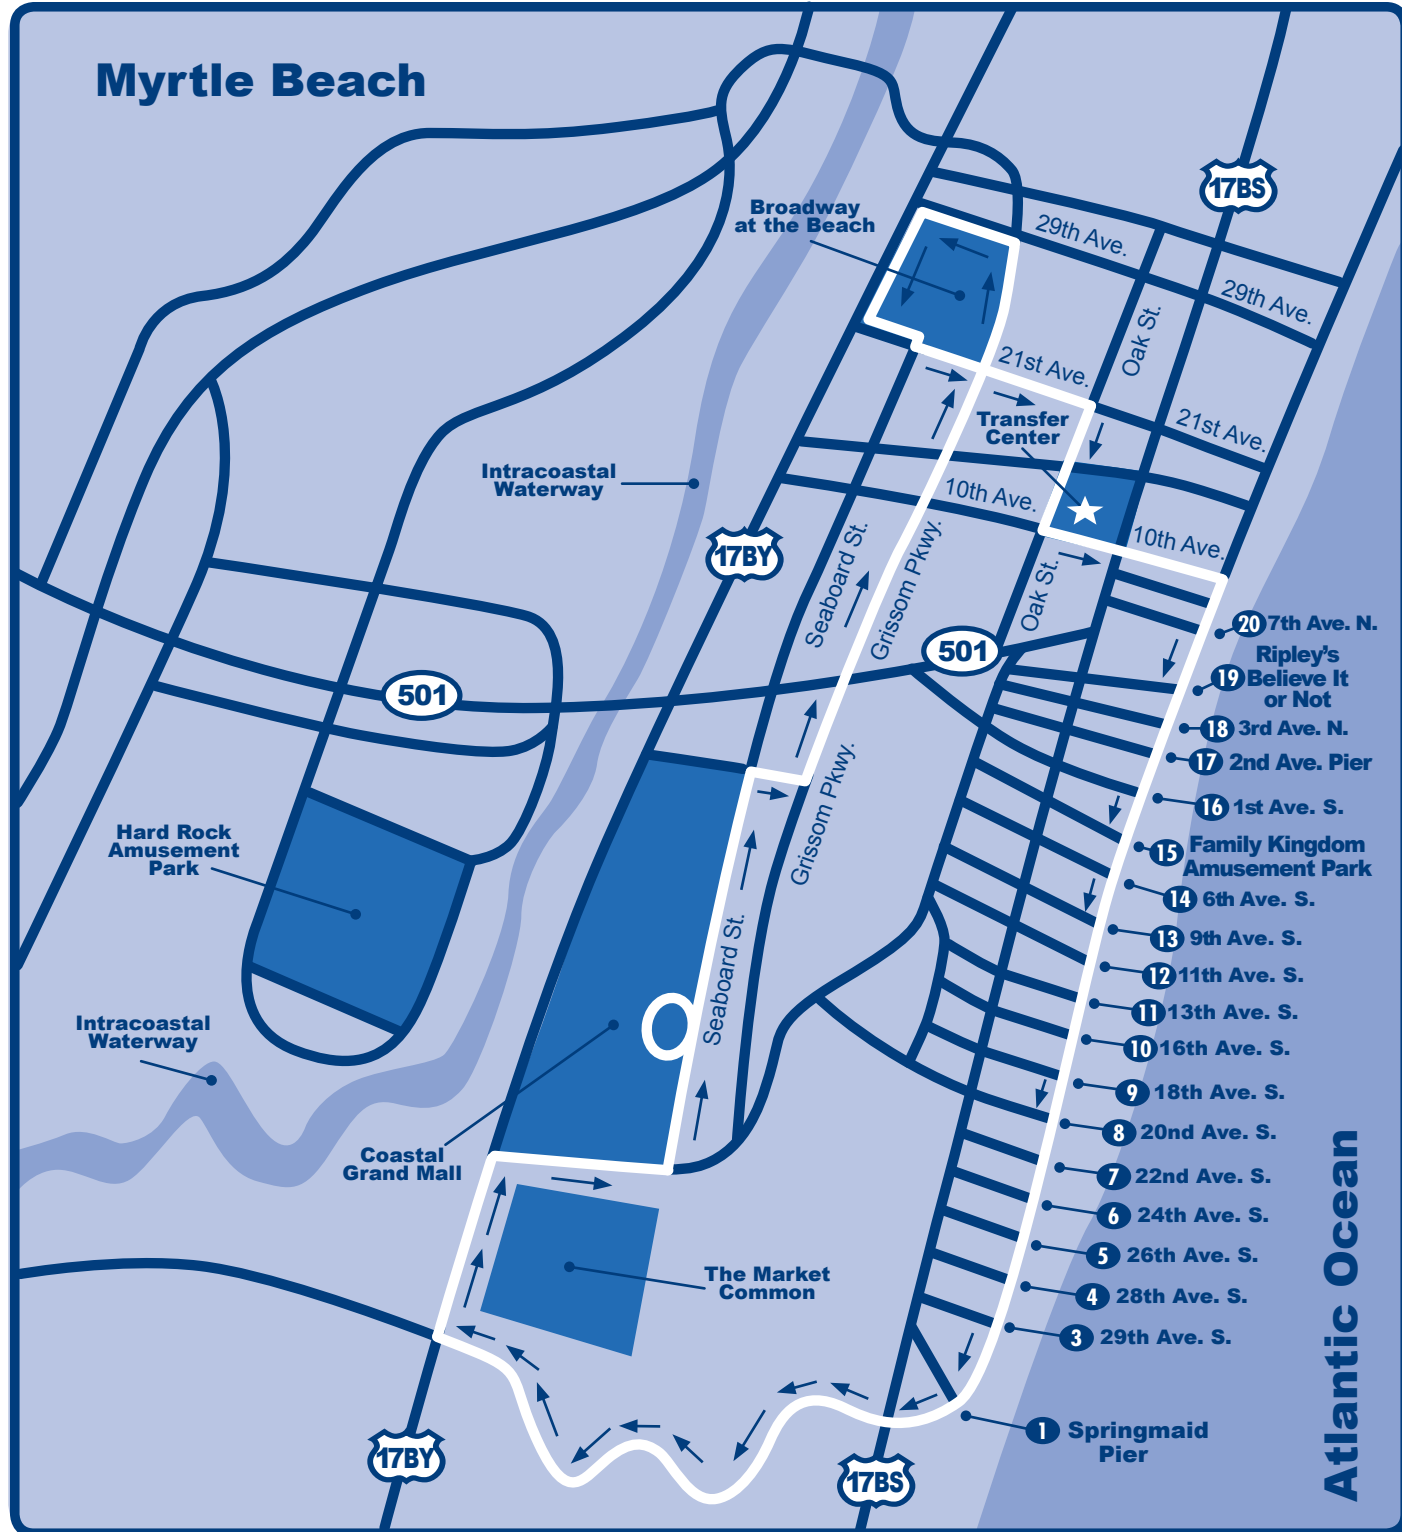 Myrtle Beach
17BS
Broadway
at the Beach
29th Ave.
29th Ave.
Oak St.
21st Ave.
Transfer
Center
21st Ave.
Intracoastal
Waterway
10th Ave.
10th Ave.
17BY
Seaboard St.
Grissom Pkwy.
Oak St.
501
501
20 7th Ave. N.
19 Ripley's
Believe It
or Not
18 3rd Ave. N.
17 2nd Ave. Pier
16 1st Ave. S.
Grissom Pkwy.
Hard Rock
Amusement
Park
15 Family Kingdom
Amusement Park
14 6th Ave. S.
13 9th Ave. S.
12 11th Ave. S.
11 13th Ave. S.
Seaboard St.
Intracoastal
Waterway
10 16th Ave. S.
9 18th Ave. S.
8 20nd Ave. S.
Coastal
Grand Mall
7 22nd Ave. S.
6 24th Ave. S.
5 26th Ave. S.
The Market
Common
4 28th Ave. S.
3 29th Ave. S.
Atlantic Ocean
1 Springmaid
Pier
17BY
17BS